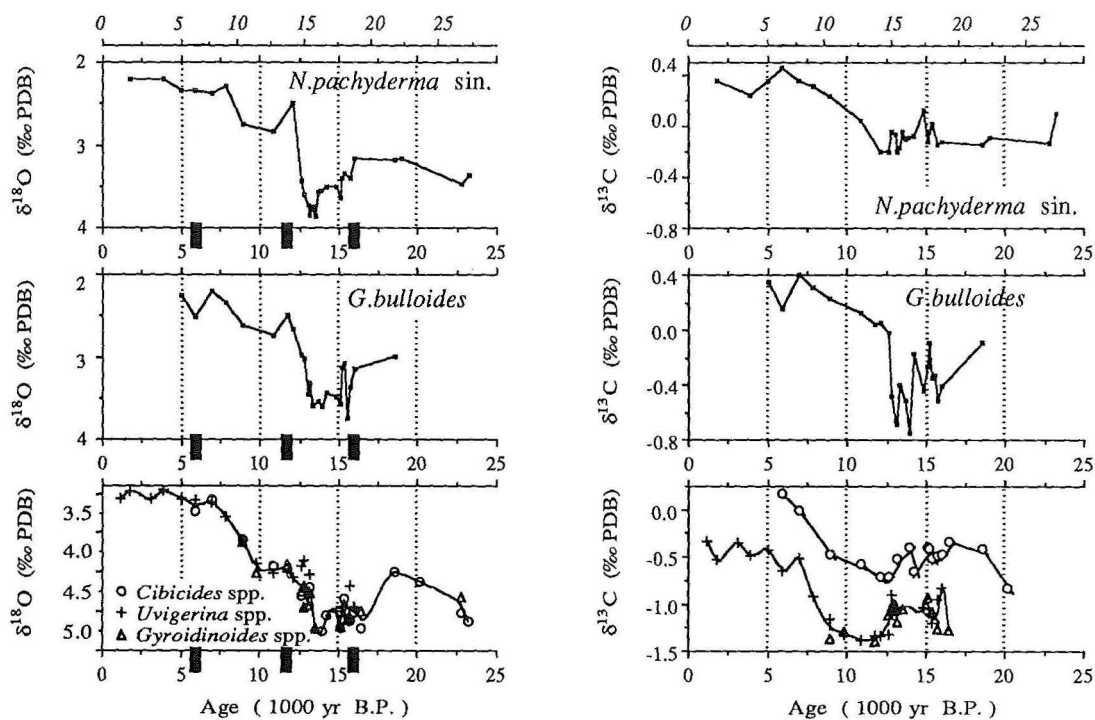 0 5 10 13 15 18 20 25
0 5 10 13 15 18 20 25
2
3
4
δ18O (‰ PDB)
N.pachyderma sin.
0.4
0.0
-0.4
-0.8
δ13C (‰ PDB)
N.pachyderma sin.
0 5 10 15 20 25
0 5 10 15 20 25
2
3
4
δ18O (‰ PDB)
G.bulloides
0.4
0.0
-0.4
-0.8
δ13C (‰ PDB)
G.bulloides
0 5 10 15 20 25
0 5 10 15 20 25
3.5
4.0
4.5
5.0
δ18O (‰ PDB)
Cibicides spp.
Uvigerina spp.
Gyroidinoides spp.
0.0
-0.5
-1.0
-1.5
δ13C (‰ PDB)
0 5 10 15 20 25
0 5 10 15 20 25
Age ( 1000 yr B.P.)
Age ( 1000 yr B.P.)